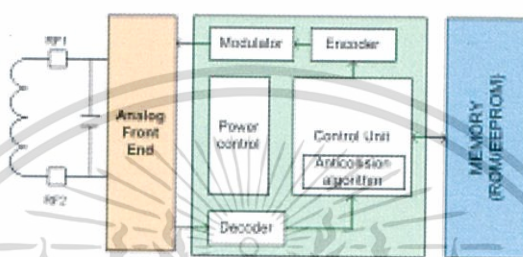 RF1
Modulator
Encoder
Analog
Front
End
Power
control
Control Unit
Anticollision
algorithm
Decoder
RF2
MEMORY
(ROM/EEPROM)